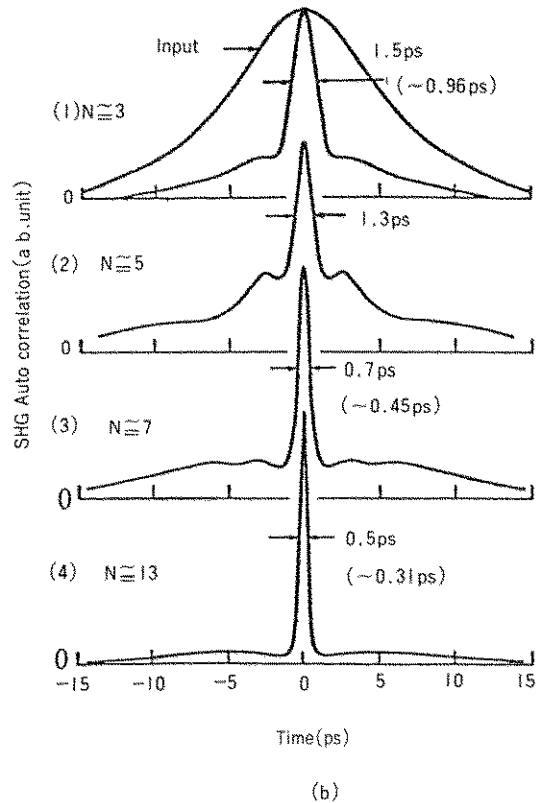 Input
1.5ps
(~0.96ps)
(1)N≅3
0
1.3ps
(2) N≅5
0
0.7ps
(~0.45ps)
(3) N≅7
0
0.5ps
(~0.31ps)
(4) N≅13
0
-15 -10 -5 0 5 10 15
Time(ps)
SHG Auto correlation(a b.unit)
(b)